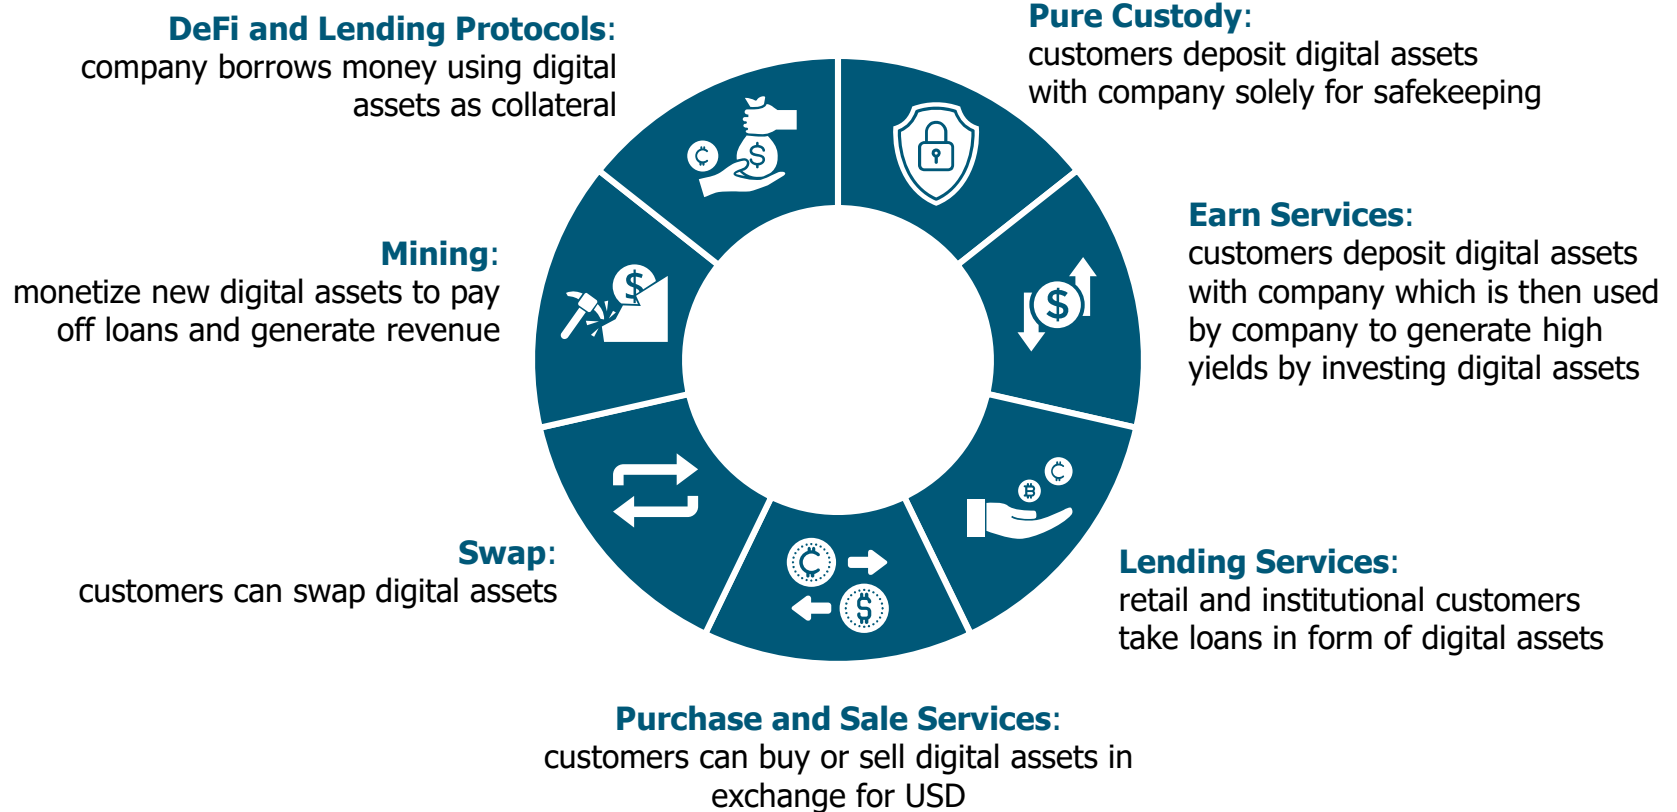 DeFi and Lending Protocols:
company borrows money using digital
assets as collateral
Pure Custody:
customers deposit digital assets
with company solely for safekeeping
Earn Services:
customers deposit digital assets
with company which is then used
by company to generate high
yields by investing digital assets
Mining:
monetize new digital assets to pay
off loans and generate revenue
Swap:
customers can swap digital assets
Lending Services:
retail and institutional customers
take loans in form of digital assets
Purchase and Sale Services:
customers can buy or sell digital assets in
exchange for USD